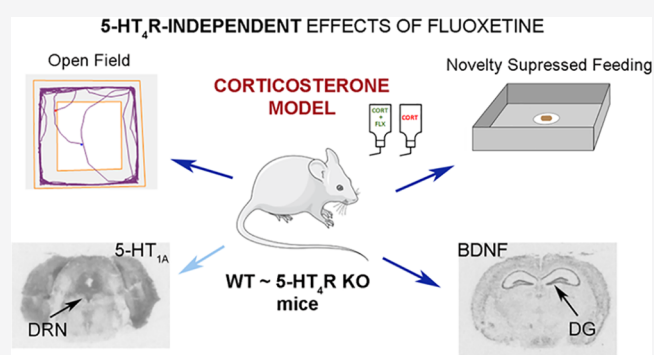 5-HT4R-INDEPENDENT EFFECTS OF FLUOXETINE
Open Field
Novelty Supressed Feeding
CORTICOSTERONE
MODEL
CORT
+
FLX
CORT
5-HT1A
DRN
WT ~ 5-HT4R KO
mice
BDNF
DG